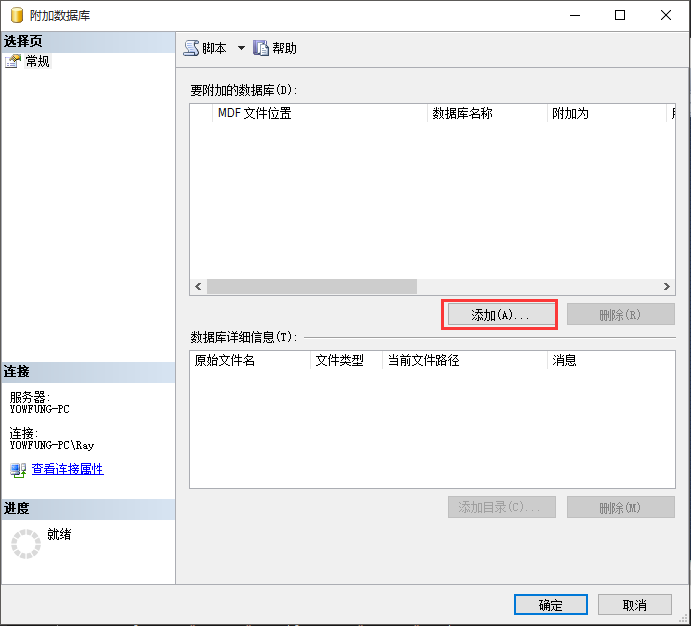 附加数据库
选择页
常规
脚本 帮助
要附加的数据库(D):
MDF 文件位置 数据库名称 附加为
添加(A)... 删除(R)
数据库详细信息(T):
原始文件名 文件类型 当前文件路径 消息
连接
服务器:
YOWFUNG-PC
连接:
YOWFUNG-PC\Ray
查看连接属性
进度
就绪
添加目录(C)... 删除(M)
确定 取消